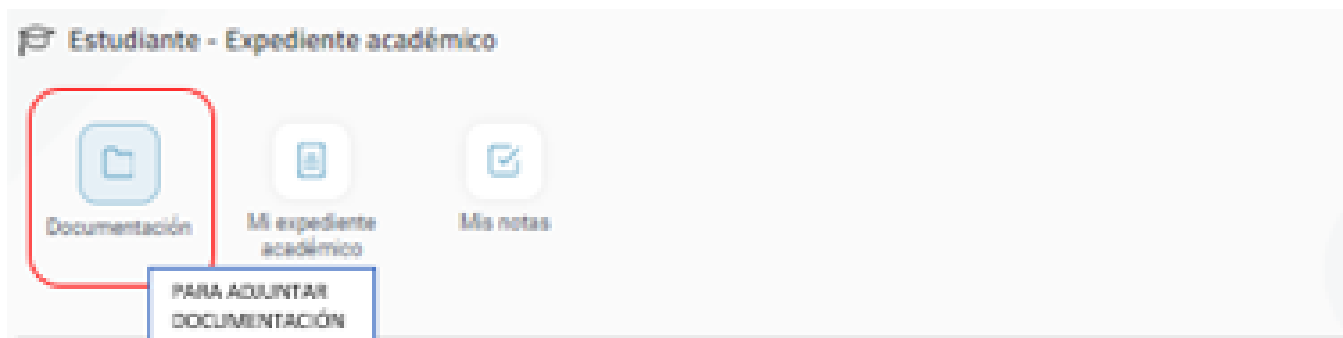 Estudiante - Expediente académico
Documentación
Mi expediente
académico
Mis notas
PARA ADJUNTAR
DOCUMENTACIÓN